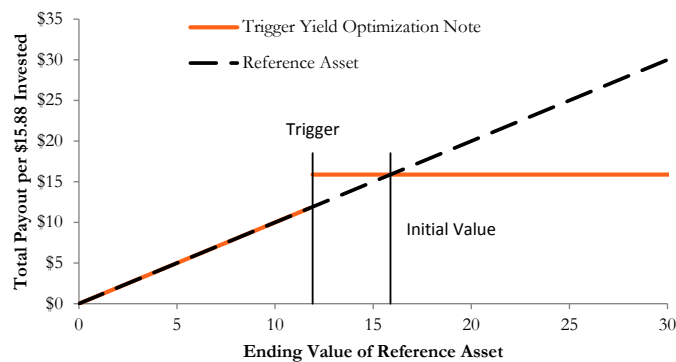 $35
$30
$25
$20
$15
$10
$5
$0
Total Payout per $15.88 Invested
Trigger Yield Optimization Note
Reference Asset
Trigger
Initial Value
0 5 10 15 20 25 30
Ending Value of Reference Asset